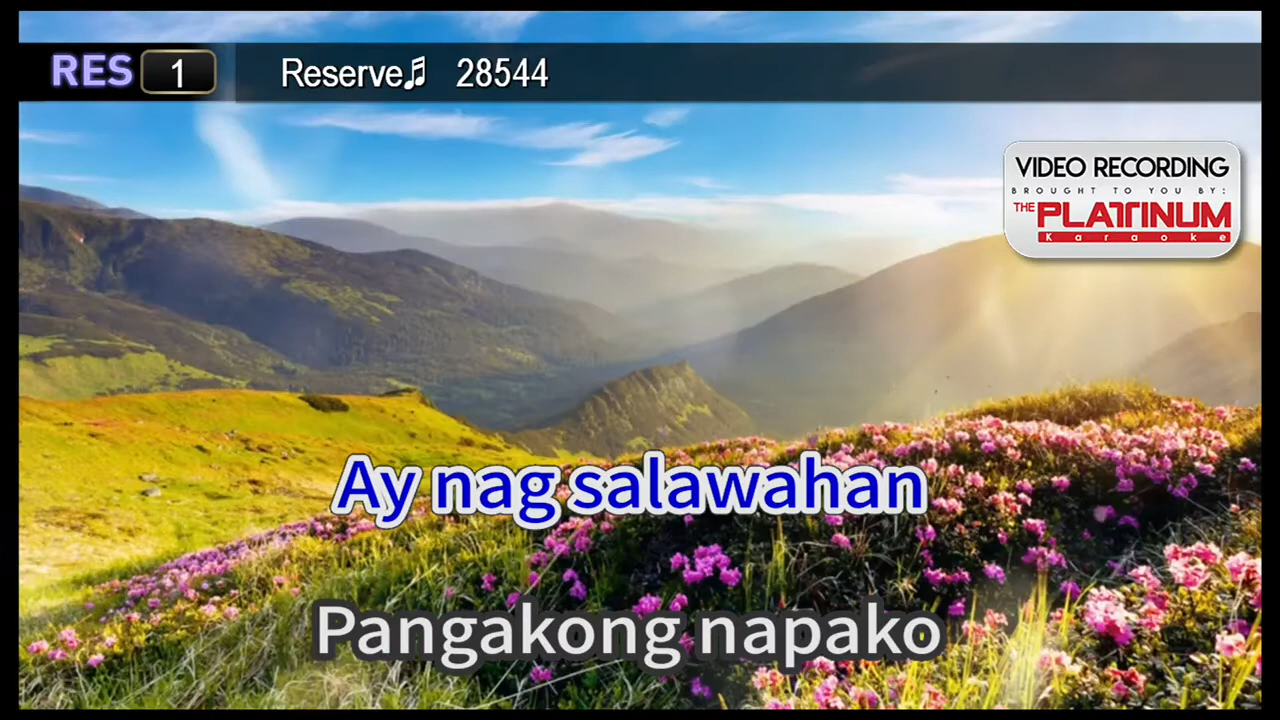 RES 1 Reserve♫ 28544
VIDEO RECORDING
BROUGHT TO YOU BY:
THE PLATINUM
Karaoke
Ay nag salawahan
Pangakong napako